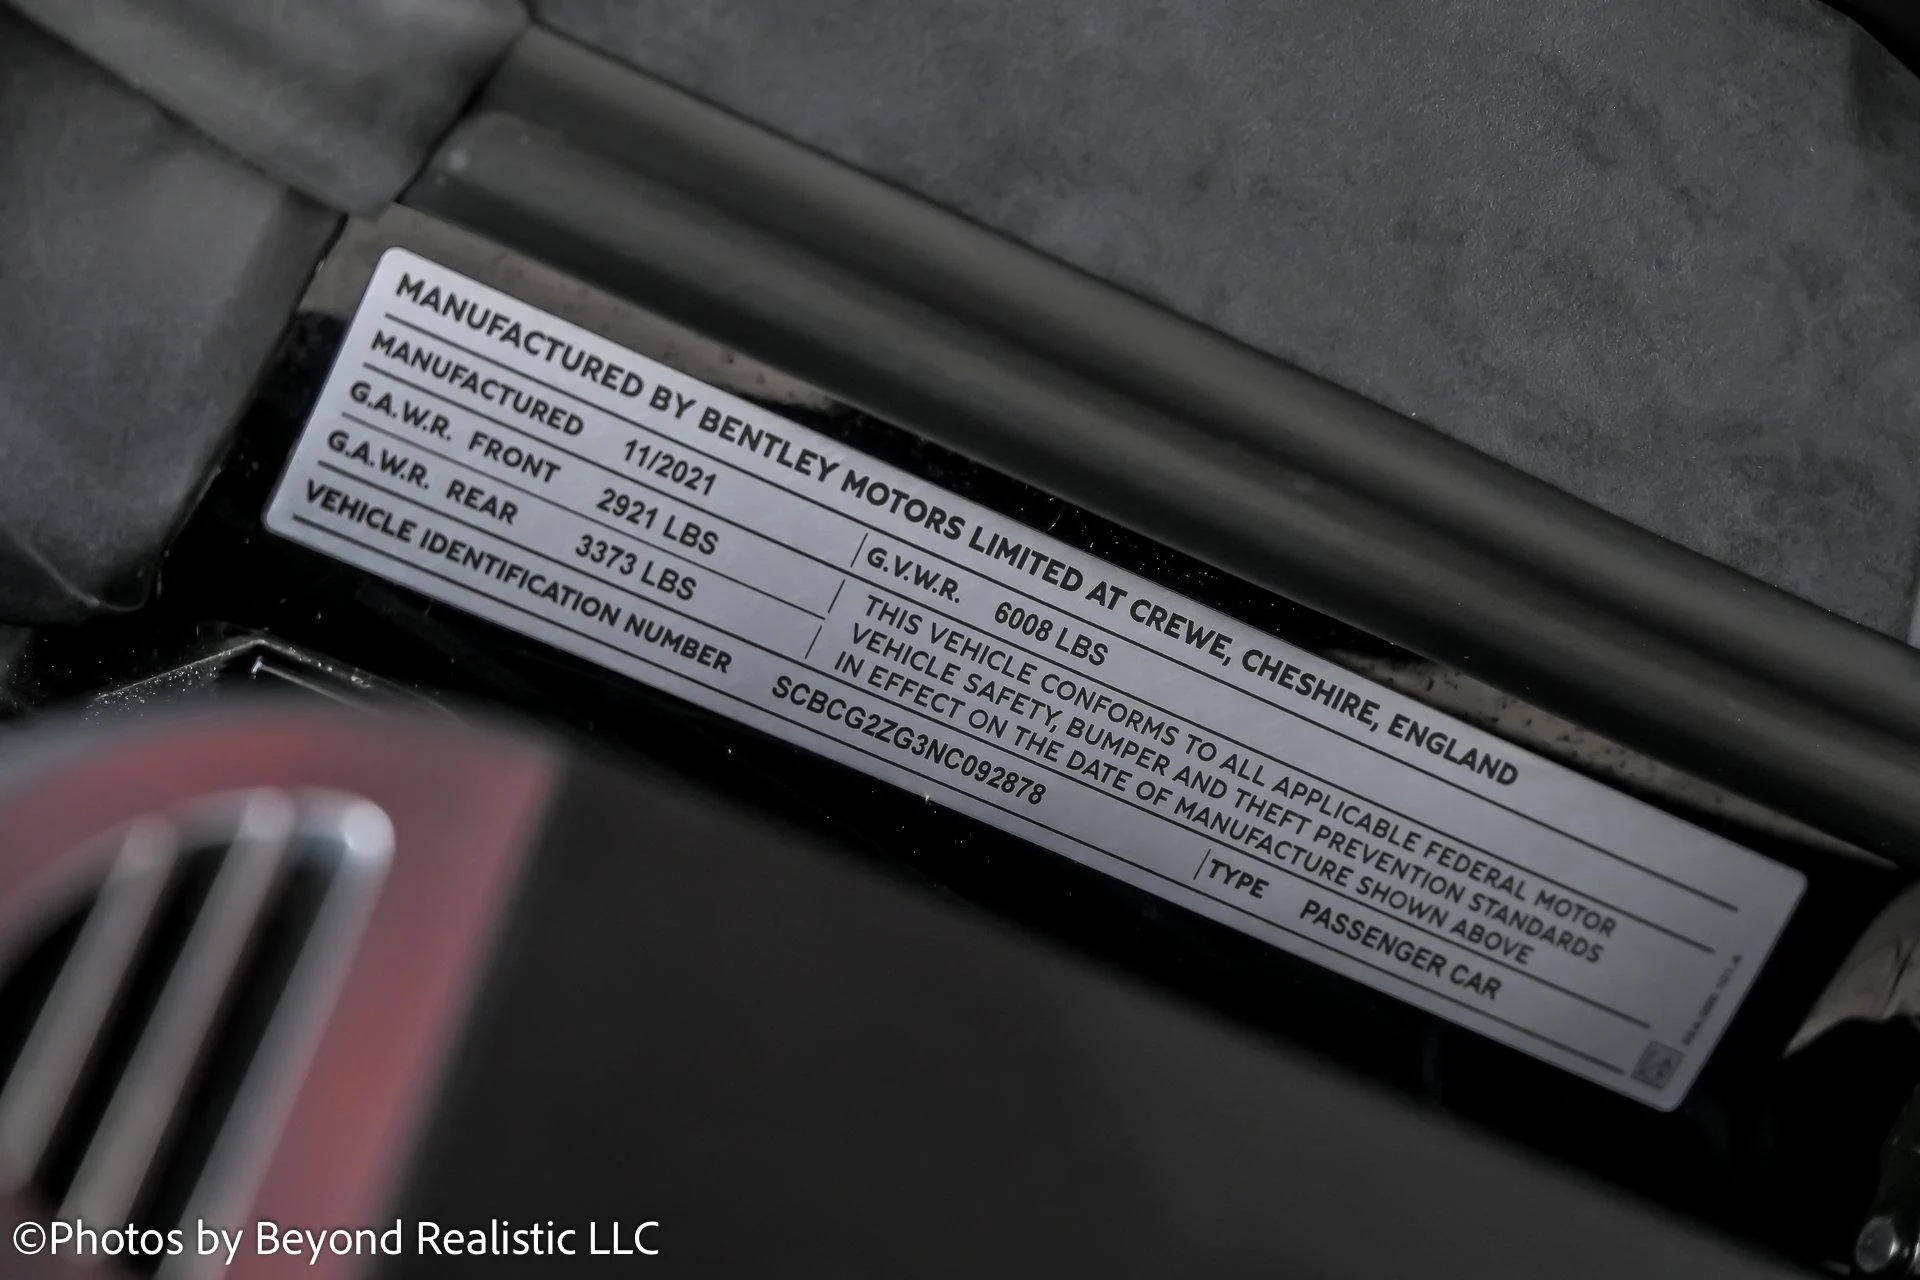 MANUFACTURED BY BENTLEY MOTORS LIMITED AT CREWE, CHESHIRE, ENGLAND
MANUFACTURED 11/2021 G.V.W.R. 6008 LBS
G.A.W.R. FRONT 2921 LBS
G.A.W.R. REAR 3373 LBS
THIS VEHICLE CONFORMS TO ALL APPLICABLE FEDERAL MOTOR
VEHICLE SAFETY, BUMPER AND THEFT PREVENTION STANDARDS
IN EFFECT ON THE DATE OF MANUFACTURE SHOWN ABOVE
VEHICLE IDENTIFICATION NUMBER SCBCG2ZG3NC092878 TYPE PASSENGER CAR
©Photos by Beyond Realistic LLC